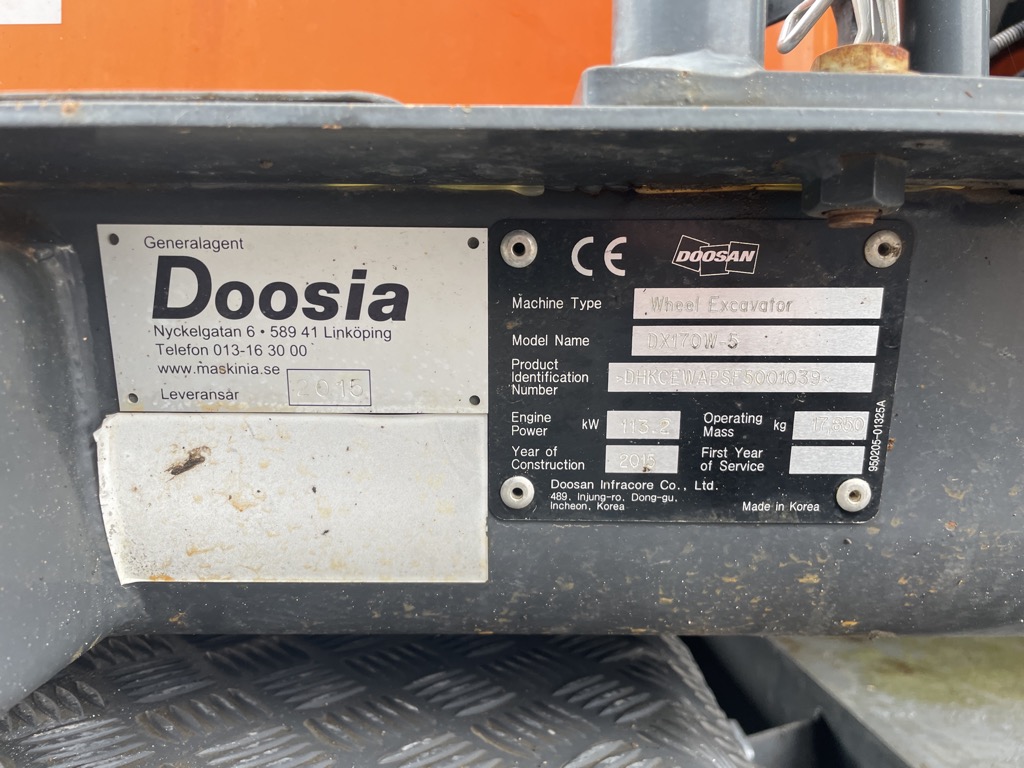 Generalagent
Doosia
Nyckelgatan 6 • 589 41 Linköping
Telefon 013-16 30 00
www.maskinia.se
Leveransår 2015
CE DOOSAN
Machine Type Wheel Excavator
Model Name DX170W-5
Product Identification Number
Engine Power kW 113.2 Operating Mass kg
Year of Construction 2015 First Year of Service
Doosan Infracore Co., Ltd.
489, Injung-ro, Dong-gu,
Incheon, Korea Made in Korea
950205-01325A